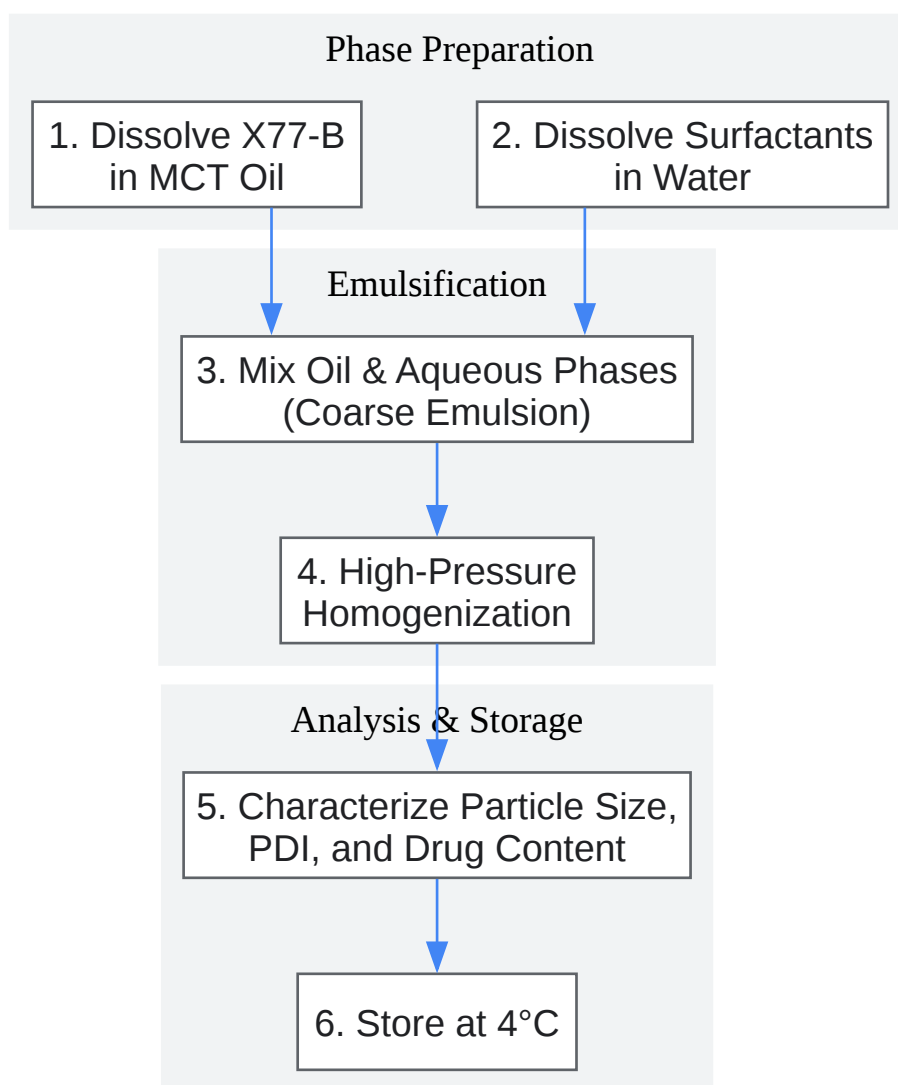 Phase Preparation
1. Dissolve X77-B
in MCT Oil
2. Dissolve Surfactants
in Water
Emulsification
3. Mix Oil & Aqueous Phases
(Coarse Emulsion)
4. High-Pressure
Homogenization
Analysis & Storage
5. Characterize Particle Size,
PDI, and Drug Content
6. Store at 4°C